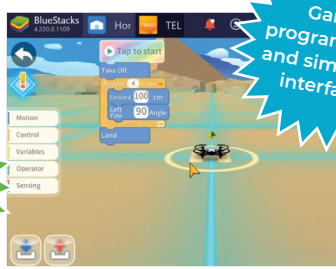 BlueStacks
4.220.0.1109
Hor
TEL
Tap to start
Take Off
Repeat 4
Forward 100 cm
Left Yaw 90 Angle
Land
Motion
Control
Variables
Operator
Sensing
Ga
program
and sim
interfa